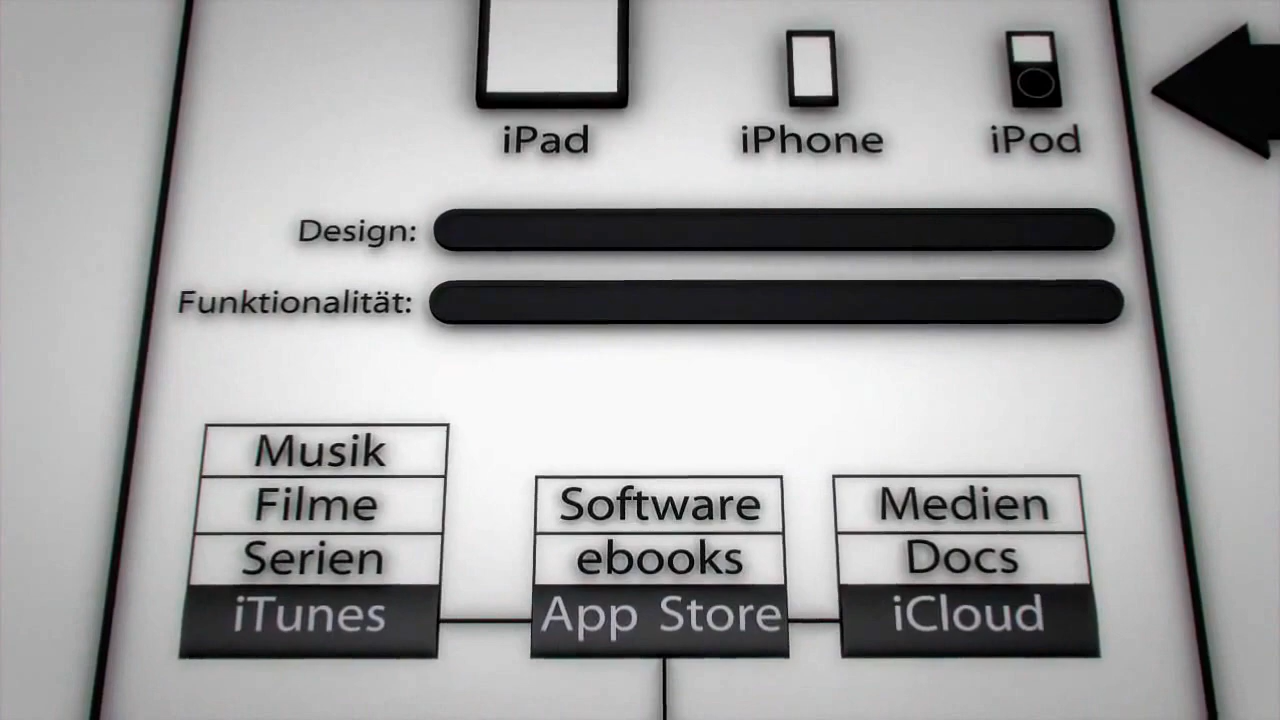 iPad iPhone iPod
Design:
Funktionalität:
Musik
Filme
Serien
iTunes
Software
ebooks
App Store
Medien
Docs
iCloud